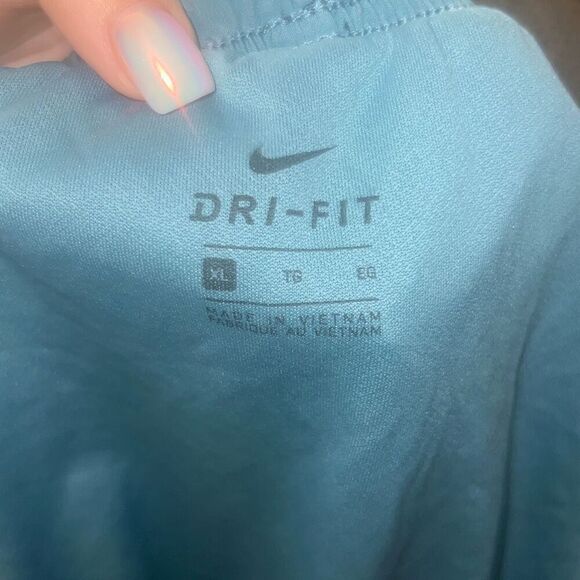 DRI-FIT
XL TG EG
MADE IN VIETNAM
FABRIQUÉ AU VIETNAM